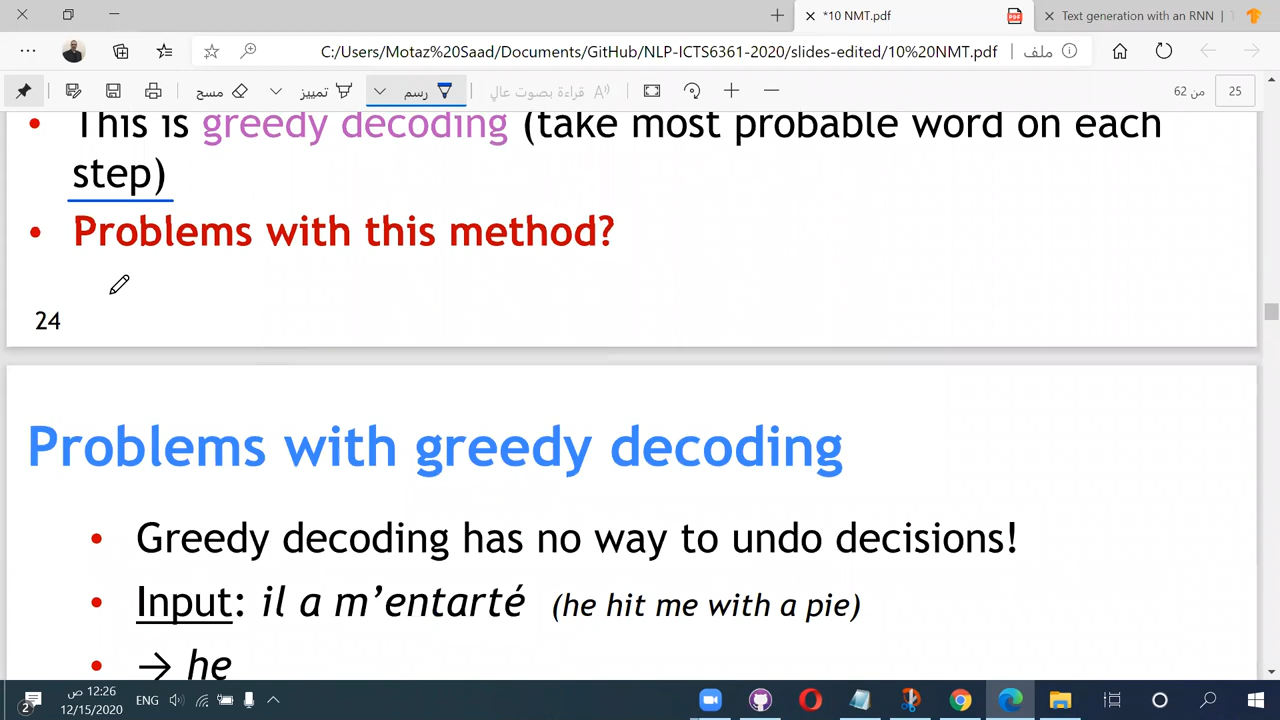 *10 NMT.pdf
Text generation with an RNN |
C:/Users/Motaz%20Saad/Documents/GitHub/NLP-ICTS6361-2020/slides-edited/10%20NMT.pdf
ملف
مسح
تمييز
رسم
قراءة بصوت عالٍ
من 62
25
• This is greedy decoding (take most probable word on each
step)
• Problems with this method?
24
Problems with greedy decoding
• Greedy decoding has no way to undo decisions!
• Input: il a m’entarté (he hit me with a pie)
• → he
2
12:26 ص
12/15/2020
ENG